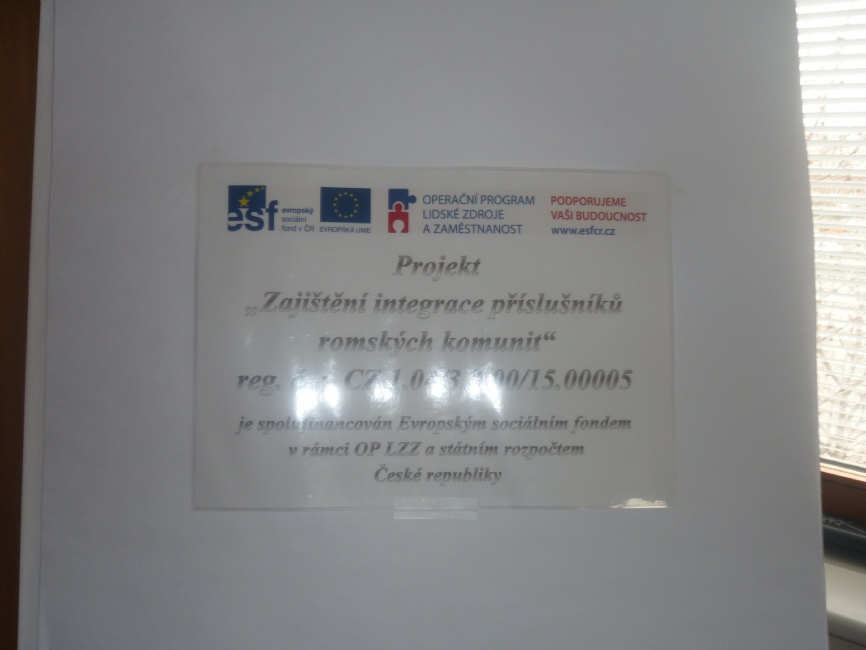 esf
evropský
sociální
fond v ČR
EVROPSKÁ UNIE
OPERAČNÍ PROGRAM
LIDSKÉ ZDROJE
A ZAMĚSTNANOST
PODPORUJEME
VAŠI BUDOUCNOST
www.esfcr.cz
Projekt
„Zajištění integrace příslušníků
romských komunit“
reg.
je spolufinancován Evropským sociálním fondem
v rámci OP LZZ a státním rozpočtem
České republiky